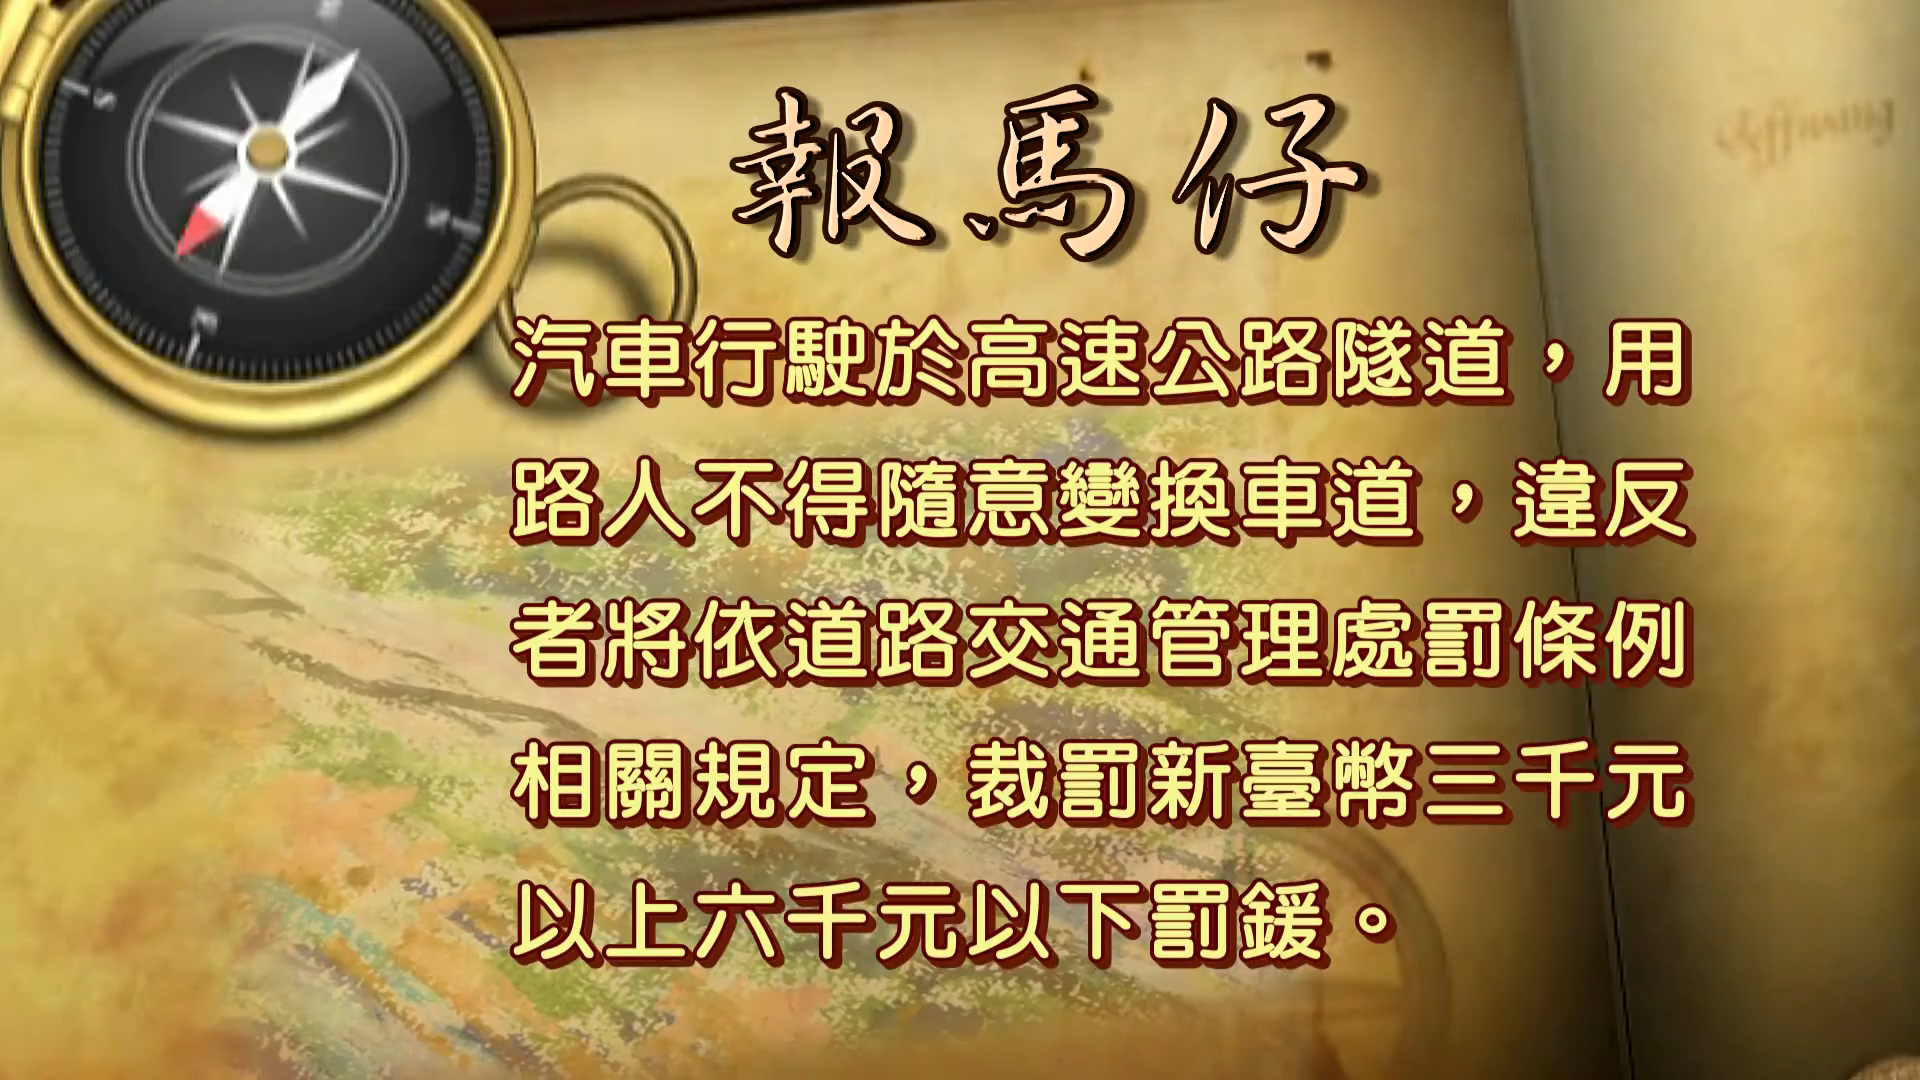 報馬仔
汽車行駛於高速公路隧道，用
路人不得隨意變換車道，違反
者將依道路交通管理處罰條例
相關規定，裁罰新臺幣三千元
以上六千元以下罰鍰。